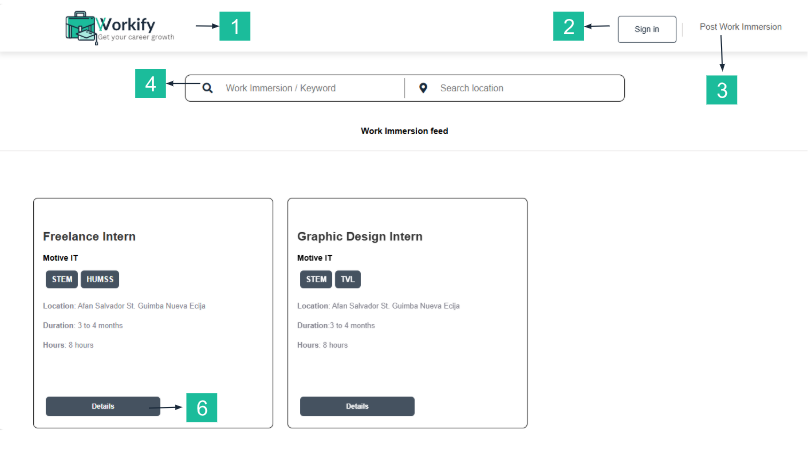 Workify
Get your career growth
1
2
Sign in
Post Work Immersion
3
4
Work Immersion / Keyword
Search location
Work Immersion feed
Freelance Intern
Motive IT
STEM HUMSS
Location: Afan Salvador St. Guimba Nueva Ecija
Duration: 3 to 4 months
Hours: 8 hours
Details
6
Graphic Design Intern
Motive IT
STEM TVL
Location: Afan Salvador St. Guimba Nueva Ecija
Duration:3 to 4 months
Hours: 8 hours
Details